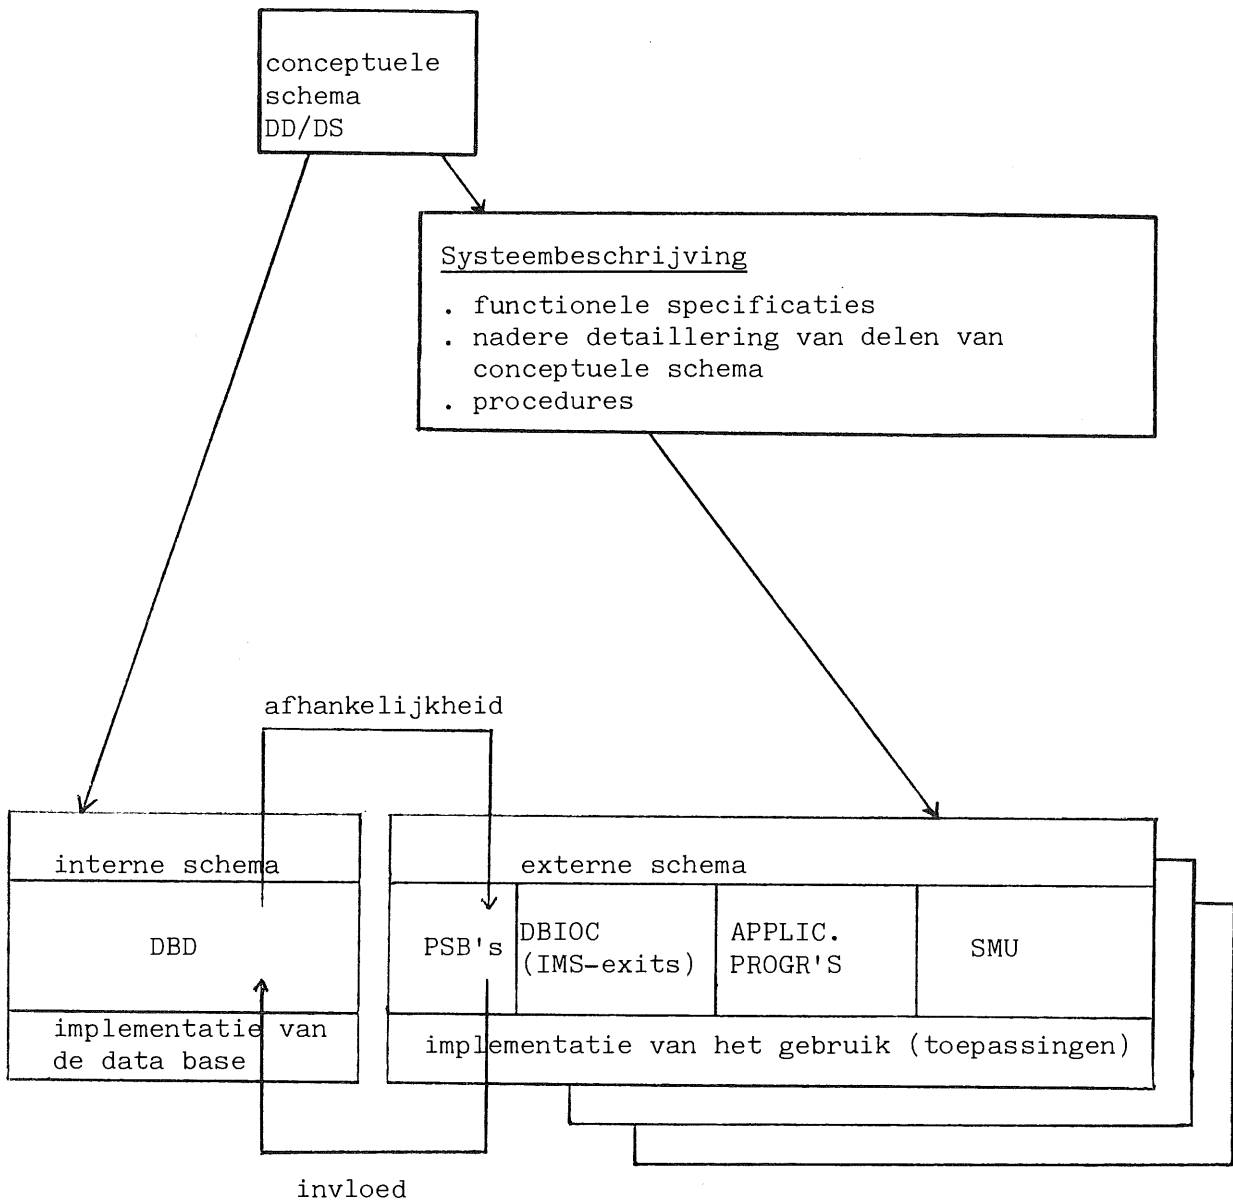 conceptuele
schema
DD/DS
Systeembeschrijving
. functionele specificaties
. nadere detaillering van delen van
conceptuele schema
. procedures
afhankelijkheid
interne schema
externe schema
DBD
PSB's
DBIOC
(IMS-exits)
APPLIC.
PROGR'S
SMU
implementatie van
de data base
implementatie van het gebruik (toepassingen)
invloed